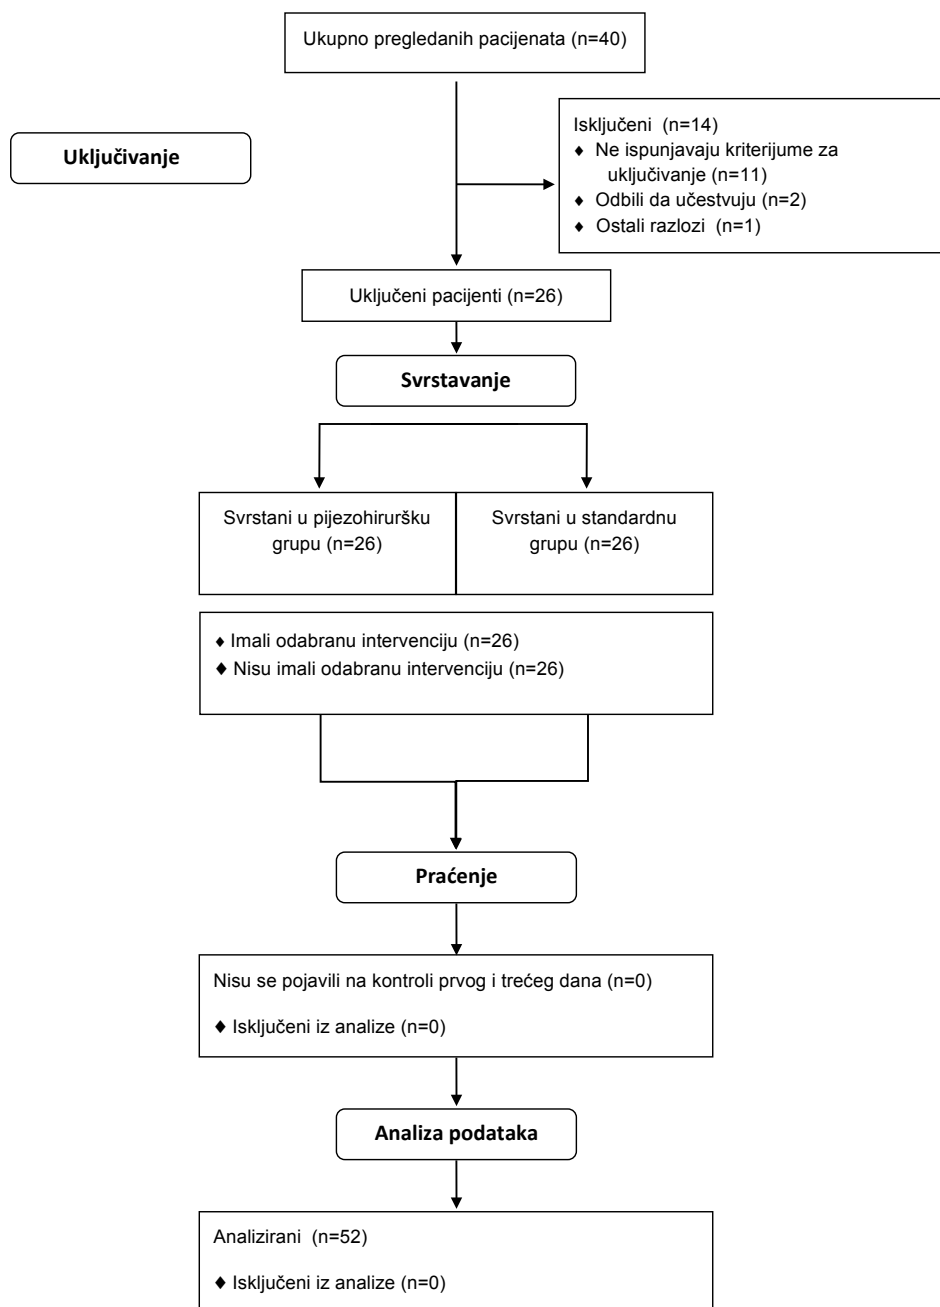 Ukupno pregledanih pacijenata (n=40)
Uključivanje
Isključeni (n=14)
♦ Ne ispunjavaju kriterijume za
uključivanje (n=11)
♦ Odbili da učestvuju (n=2)
♦ Ostali razlozi (n=1)
Uključeni pacijenti (n=26)
Svrstavanje
Svrstani u pijezohiruršku
grupu (n=26)
Svrstani u standardnu
grupu (n=26)
♦ Imali odabranu intervenciju (n=26)
♦ Nisu imali odabranu intervenciju (n=26)
Praćenje
Nisu se pojavili na kontroli prvog i trećeg dana (n=0)
♦ Isključeni iz analize (n=0)
Analiza podataka
Analizirani (n=52)
♦ Isključeni iz analize (n=0)